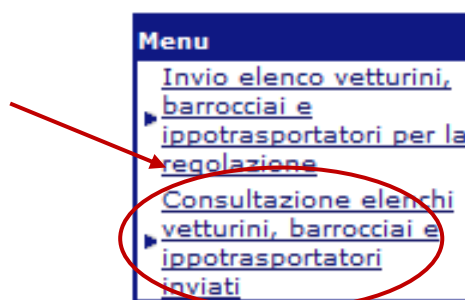 Menu
Invio elenco vetturini,
barrocciai e
ippotrasportatori per la
regolazione
Consultazione elenchi
vetturini, barrocciai e
ippotrasportatori
inviati